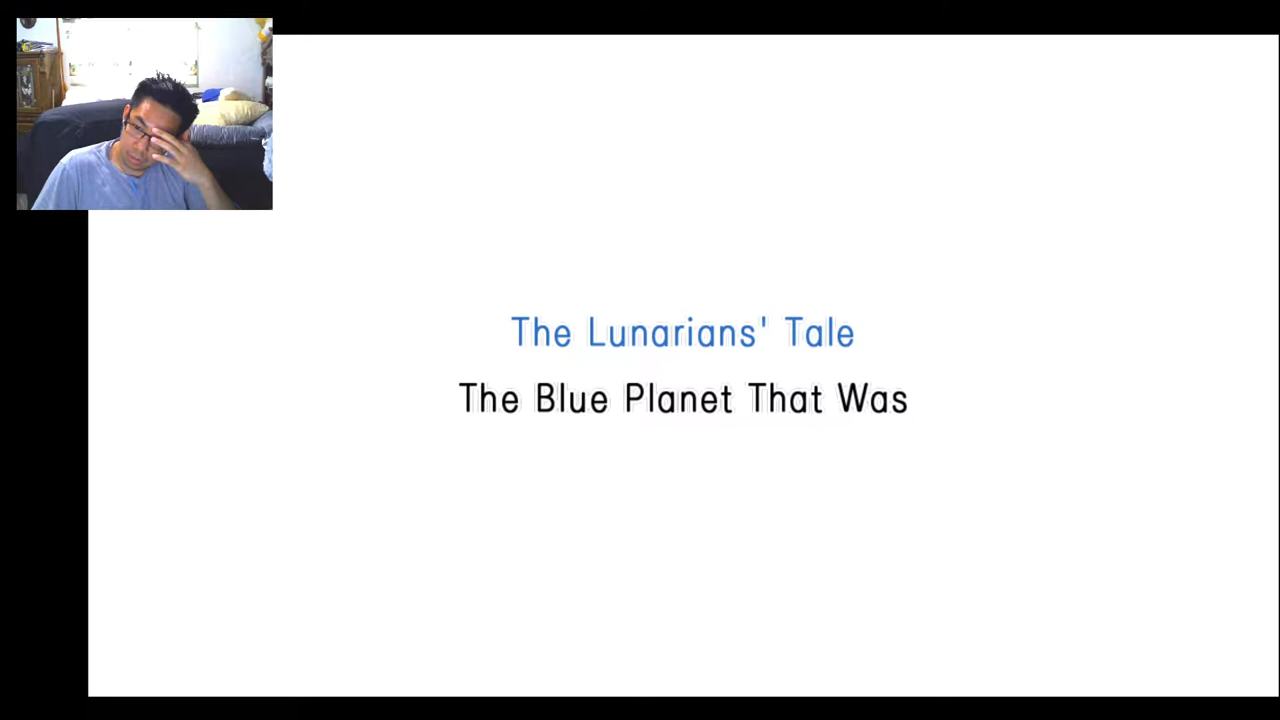 The Lunarians' Tale
The Blue Planet That Was